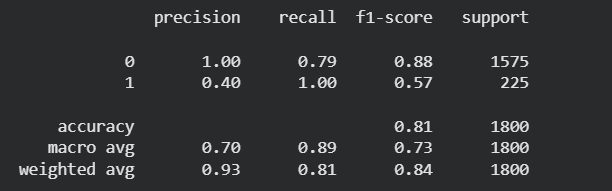 precision recall f1-score support
0 1.00 0.79 0.88 1575
1 0.40 1.00 0.57 225
accuracy 0.81 1800
macro avg 0.70 0.89 0.73 1800
weighted avg 0.93 0.81 0.84 1800